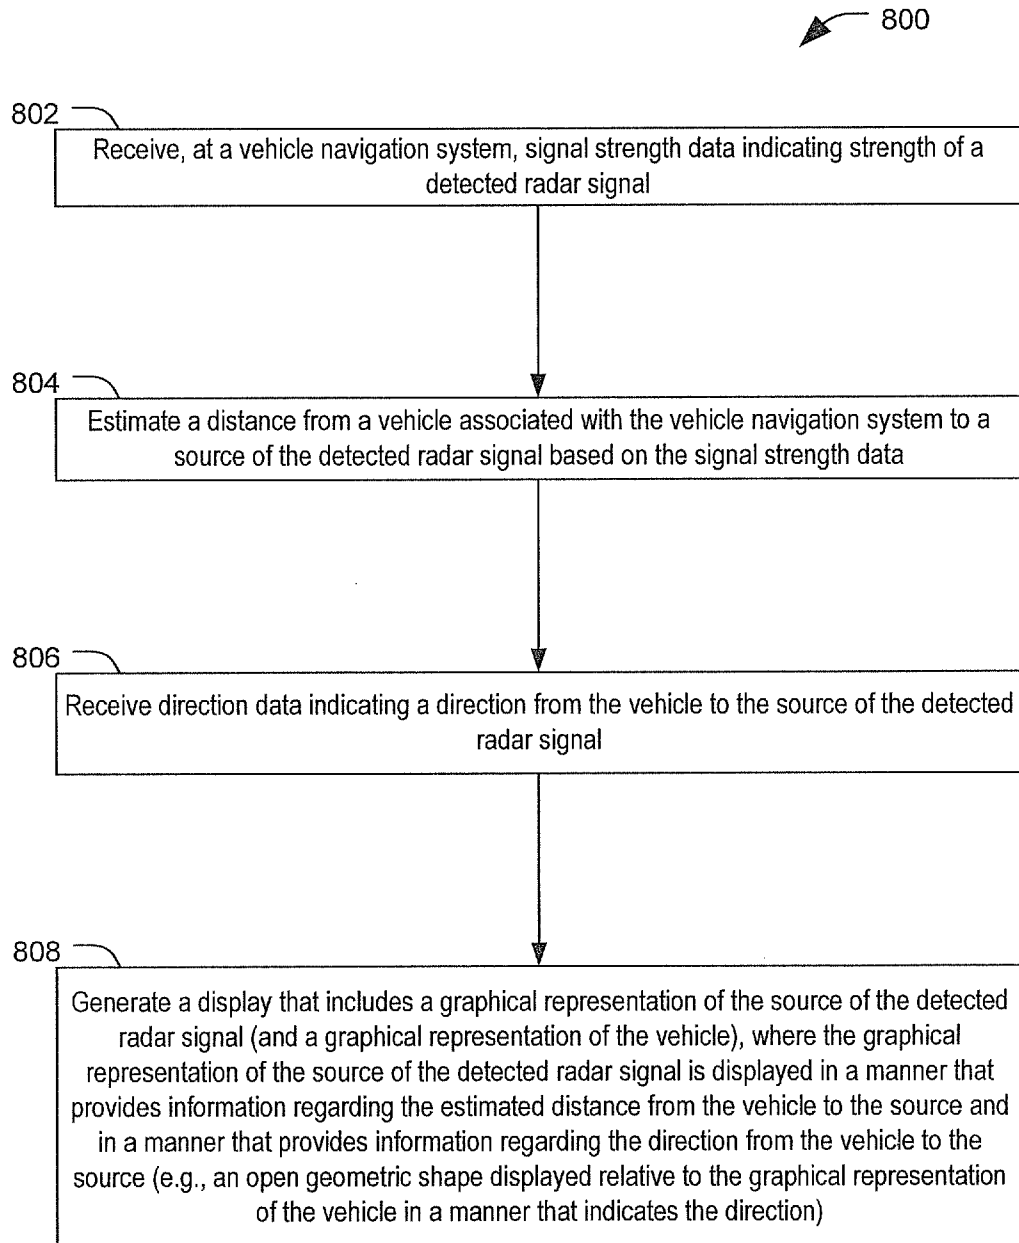 800
802
Receive, at a vehicle navigation system, signal strength data indicating strength of a
detected radar signal
804
Estimate a distance from a vehicle associated with the vehicle navigation system to a
source of the detected radar signal based on the signal strength data
806
Receive direction data indicating a direction from the vehicle to the source of the detected
radar signal
808
Generate a display that includes a graphical representation of the source of the detected
radar signal (and a graphical representation of the vehicle), where the graphical
representation of the source of the detected radar signal is displayed in a manner that
provides information regarding the estimated distance from the vehicle to the source and
in a manner that provides information regarding the direction from the vehicle to the
source (e.g., an open geometric shape displayed relative to the graphical representation
of the vehicle in a manner that indicates the direction)